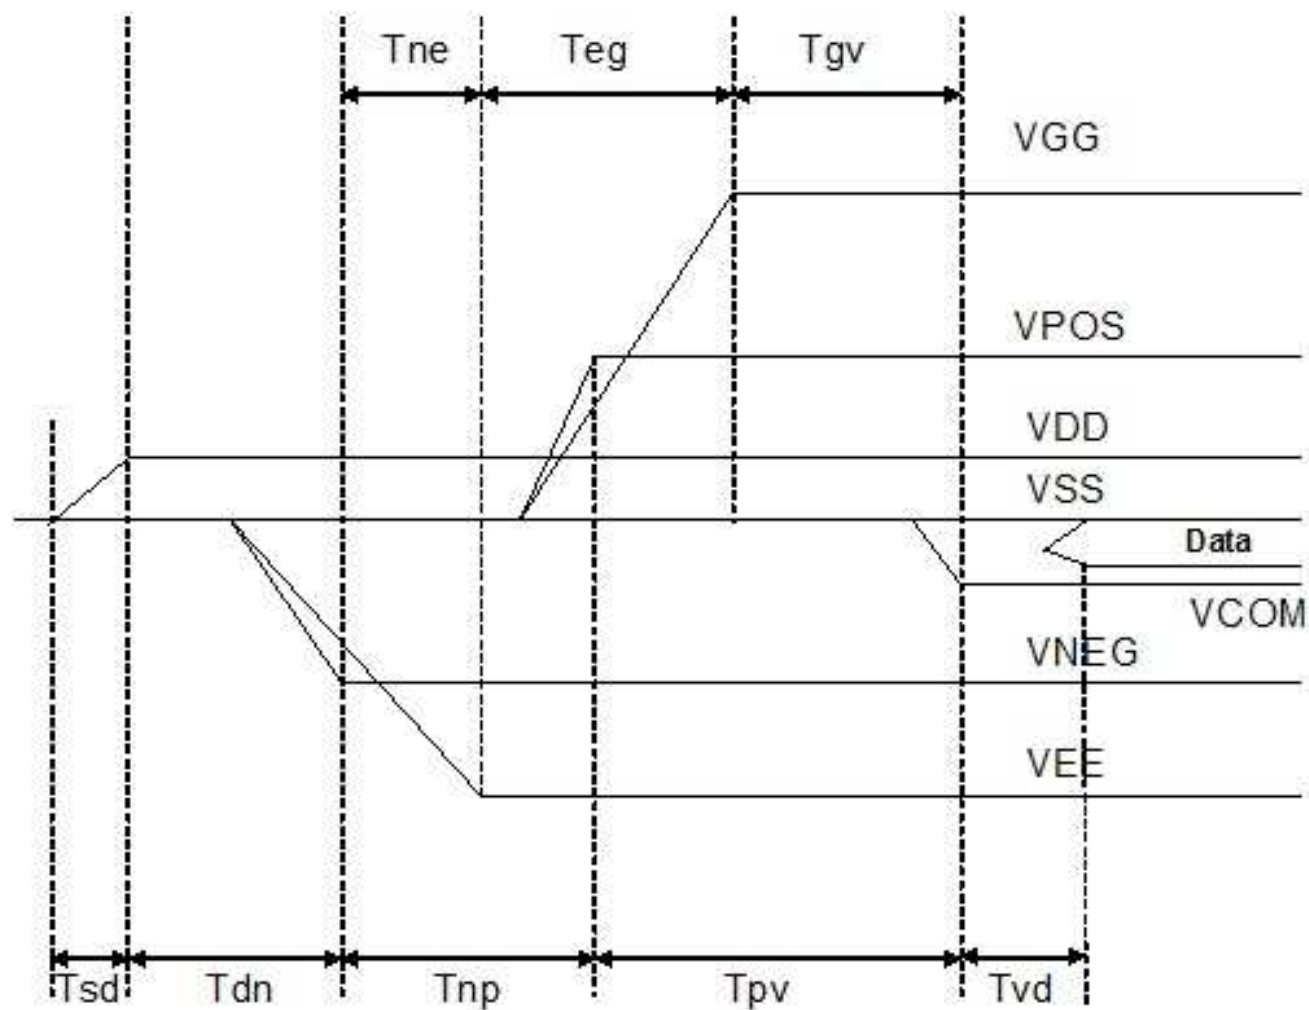 Tne Teg Tgv
VGG
VPOS
VDD
VSS
Data
VCOM
VNEG
VEE
Tsd Tdn Tnp Tpv Tvd